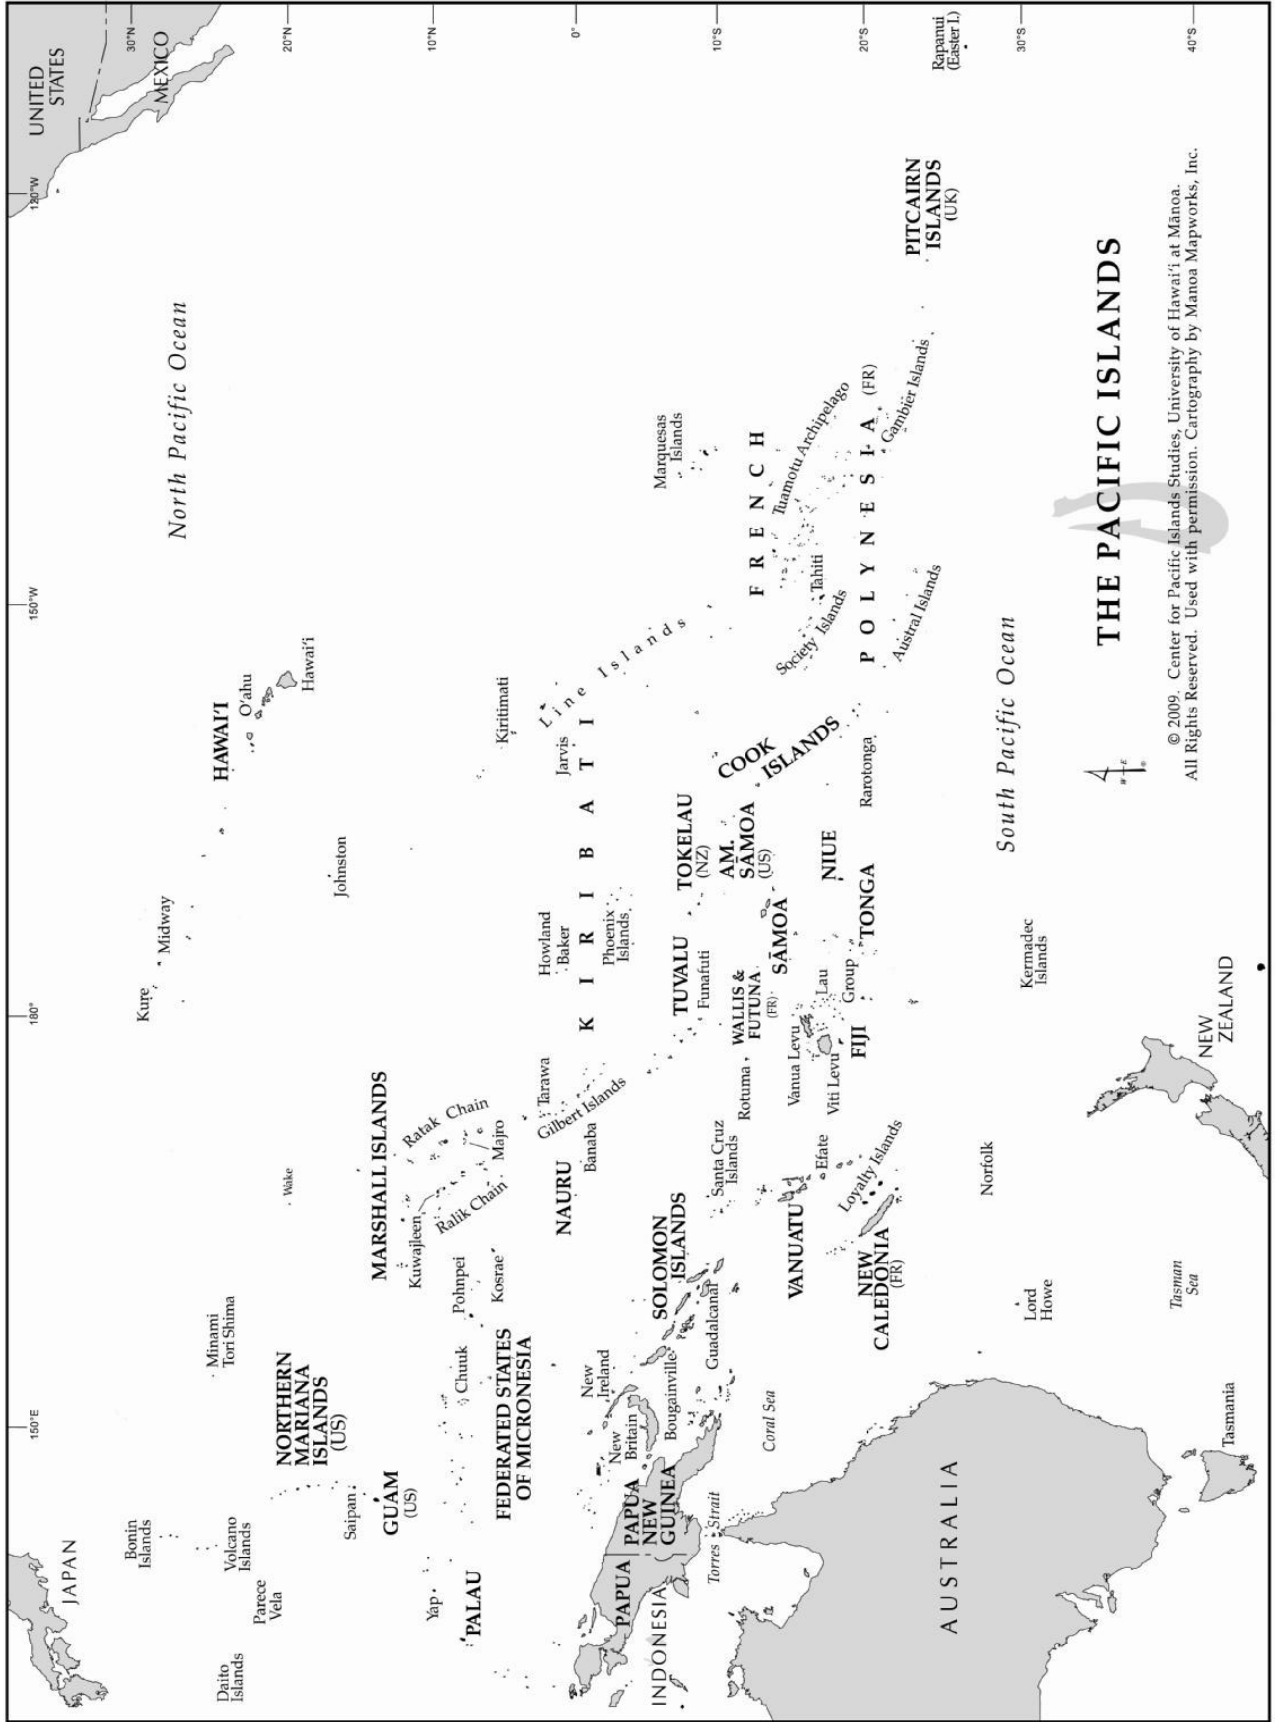 150°E
180°
150°W
120°W
30°N
20°N
10°N
0°
10°S
20°S
30°S
40°S
JAPAN
UNITED
STATES
MEXICO
North Pacific Ocean
Daito
Islands
Bonin
Islands
Volcano
Islands
Parece
Vela
Minami
Tori Shima
Kure
Midway
HAWAI'I
O'ahu
Hawai'i
NORTHERN
MARIANA
ISLANDS
(US)
Saipan
GUAM
(US)
Wake
Johnston
MARSHALL ISLANDS
Ratak Chain
Kuwajleen
Majro
Ralik Chain
Yap
PALAU
Chuuk
Pohnpei
Kosrae
FEDERATED STATES
OF MICRONESIA
Kiritimati
Line Islands
Jarvis
KIRIBATI
Howland
Baker
Phoenix
Islands
Tarawa
Gilbert Islands
Banaba
NAURU
INDONESIA
PAPUA
PAPUA
NEW
GUINEA
New
Ireland
New
Britain
Bougainville
SOLOMON
ISLANDS
Guadalcanal
Santa Cruz
Islands
TUVALU
Funafuti
TOKELAU
(NZ)
WALLIS &
FUTUNA
(FR)
Rotuma
AM.
SĀMOA
(US)
SĀMOA
COOK
ISLANDS
Rarotonga
Marquesas
Islands
FRENCH
POLYNESIA (FR)
Tuamotu Archipelago
Tahiti
Society Islands
Austral Islands
Gambier Islands
PITCAIRN
ISLANDS
(UK)
Rapanui
(Easter I.)
Torres Strait
Coral Sea
VANUATU
Efate
Loyalty Islands
NEW
CALEDONIA
(FR)
Vanua Levu
Viti Levu
Lau
Group
FIJI
NIUE
TONGA
AUSTRALIA
Lord
Howe
Norfolk
Kermadec
Islands
South Pacific Ocean
Tasman
Sea
Tasmania
NEW
ZEALAND
W
E
THE PACIFIC ISLANDS
© 2009. Center for Pacific Islands Studies, University of Hawai'i at Mānoa.
All Rights Reserved. Used with permission. Cartography by Manoa Mapworks, Inc.